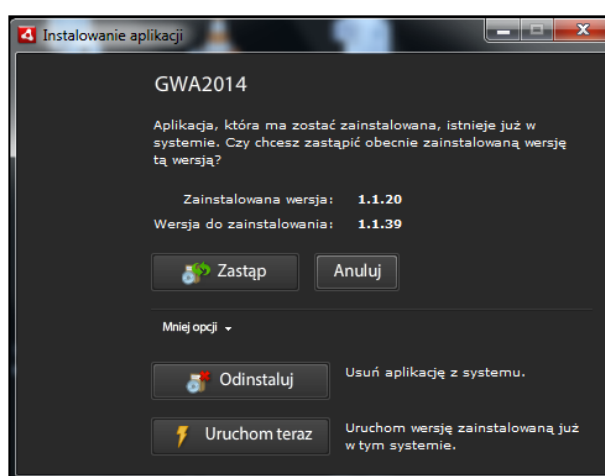 Instalowanie aplikacji
GWA2014
Aplikacja, która ma zostać zainstalowana, istnieje już w
systemie. Czy chcesz zastąpić obecnie zainstalowaną wersję
tą wersją?
Zainstalowana wersja: 1.1.20
Wersja do zainstalowania: 1.1.39
Zastąp Anuluj
Mniej opcji
Odinstaluj Usuń aplikację z systemu.
Uruchom teraz Uruchom wersję zainstalowaną już
w tym systemie.